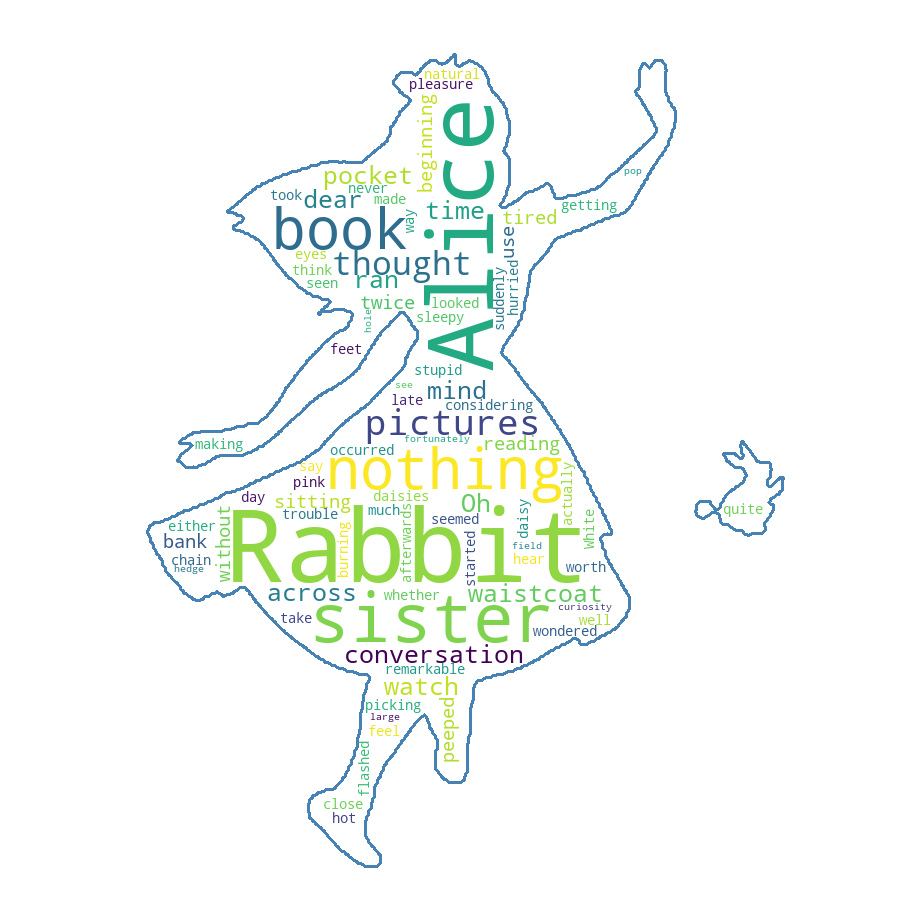 natural
pleasure
beginning
Alice
pop
pocket
never
took
dear
made
way
time
getting
tired
book
use
thought
eyes
think
seen
ran
suddenly
hurried
twice
looked
hole
sleepy
feet
stupid
see
mind
late
considering
pictures
making
fortunately
reading
occurred
nothing
say
pink
actually
day
sitting
daisies
Oh
quite
trouble
much
seemed
daisy
White
either
without
Rabbit
burning
afterwards
started
field
bank
hear
chain
hedge
worth
across
whether
waistcoat
sister
curiosity
take
well
wondered
conversation
remarkable
watch
picking
peeped
large
feel
flashed
close
hot